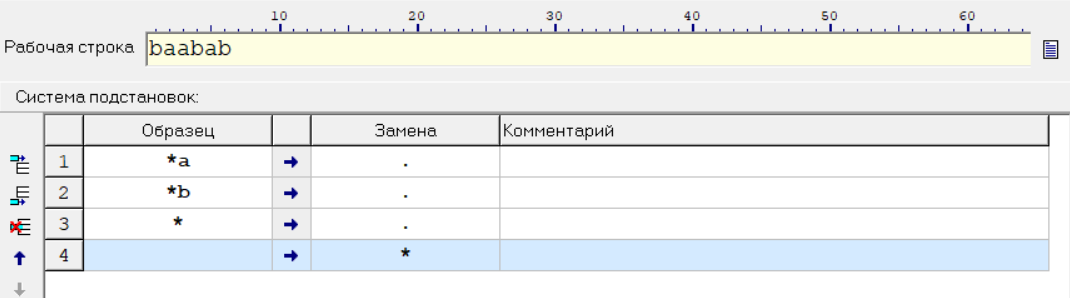 10 20 30 40 50 60
Рабочая строка baabab
Система подстановок:
Образец Замена Комментарий
1 *a → .
2 *b → .
3 * → .
4 → *